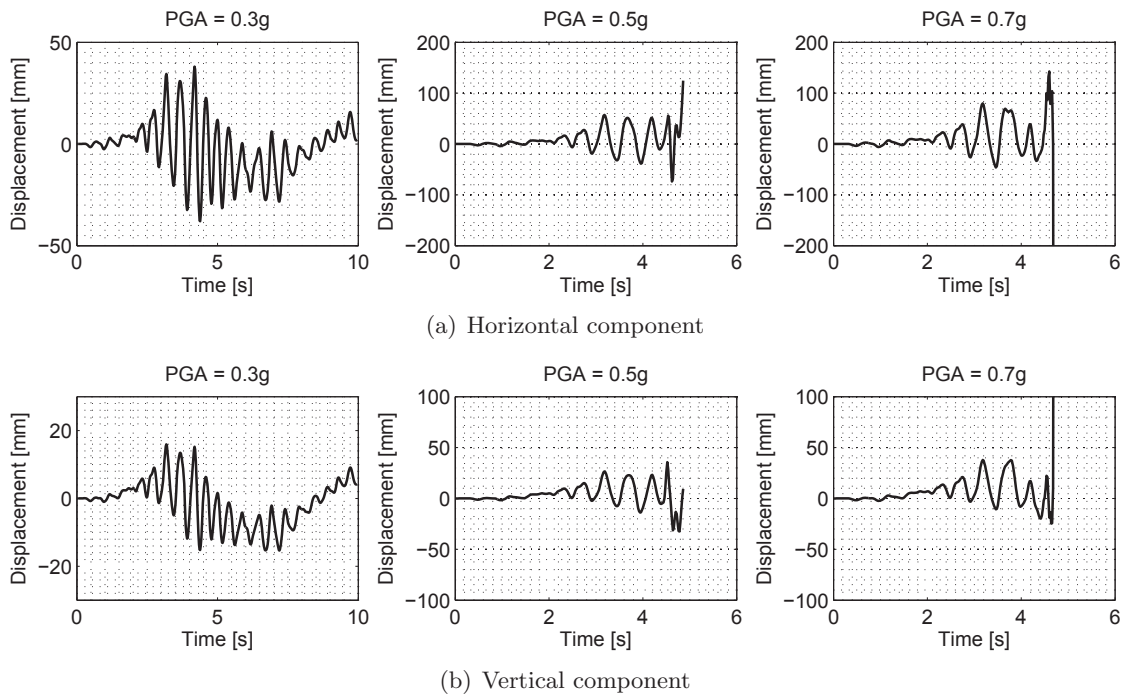 PGA = 0.3g PGA = 0.5g PGA = 0.7g
50 200 200
100 100
Displacement [mm] 0 Displacement [mm] 0 Displacement [mm] 0
−100 −100
−50 −200 −200
0 5 10 0 2 4 6 0 2 4 6
Time [s] Time [s] Time [s]
(a) Horizontal component
PGA = 0.3g PGA = 0.5g PGA = 0.7g
100 100
20 50 50
Displacement [mm] 0 Displacement [mm] 0 Displacement [mm] 0
−20 −50 −50
−100 −100
0 5 10 0 2 4 6 0 2 4 6
Time [s] Time [s] Time [s]
(b) Vertical component